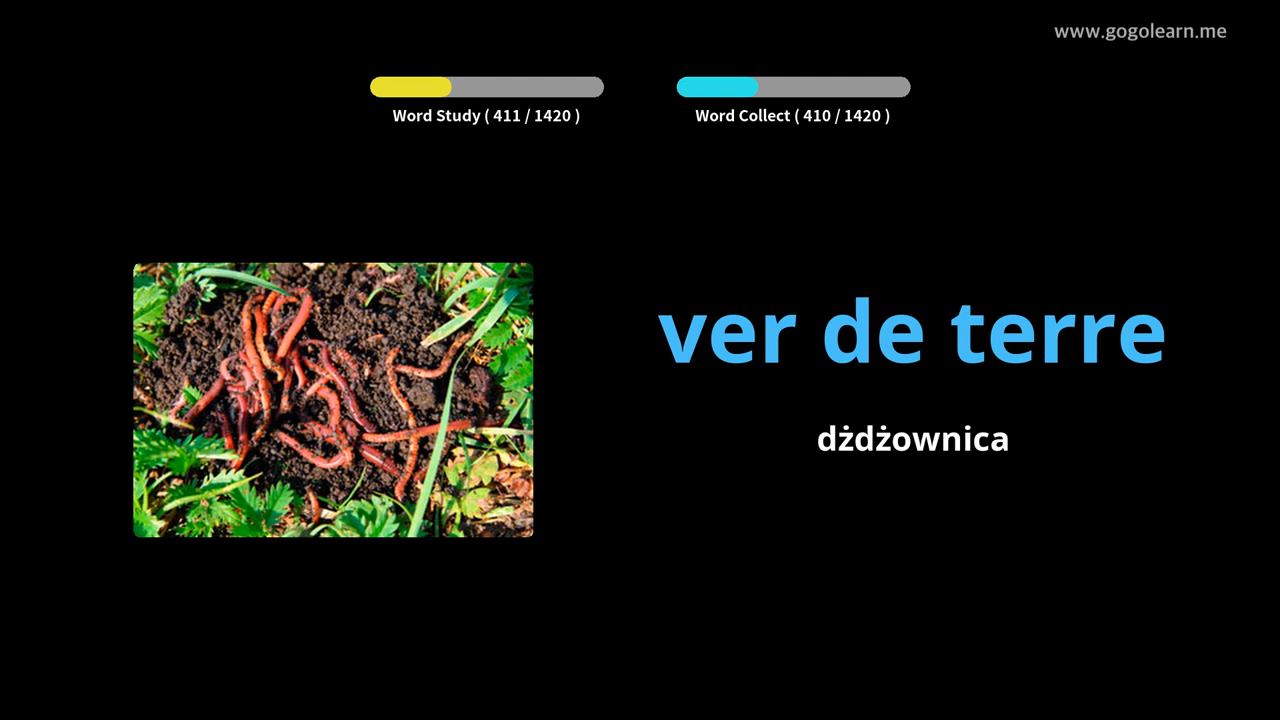 www.gogolearn.me
Word Study ( 411 / 1420 )
Word Collect ( 410 / 1420 )
ver de terre
dżdżownica